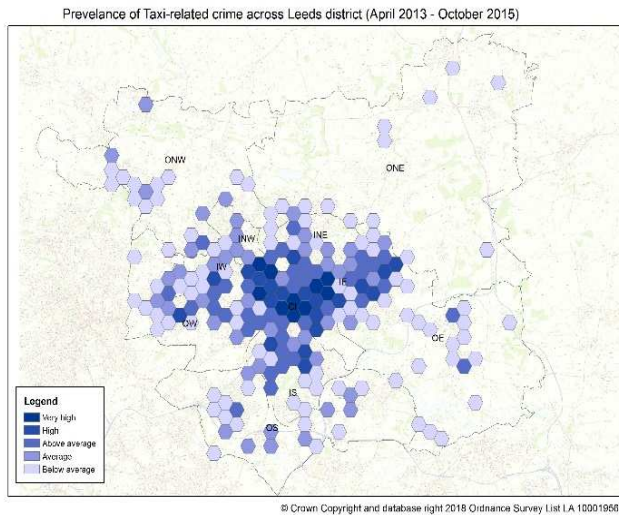 Prevelance of Taxi-related crime across Leeds district (April 2013 - October 2015)
ONW
ONE
INW
INE
IW
IE
CI
OW
OE
IS
OS
Legend
Very high
High
Above average
Average
Below average
© Crown Copyright and database right 2018 Ordnance Survey List LA 10001956